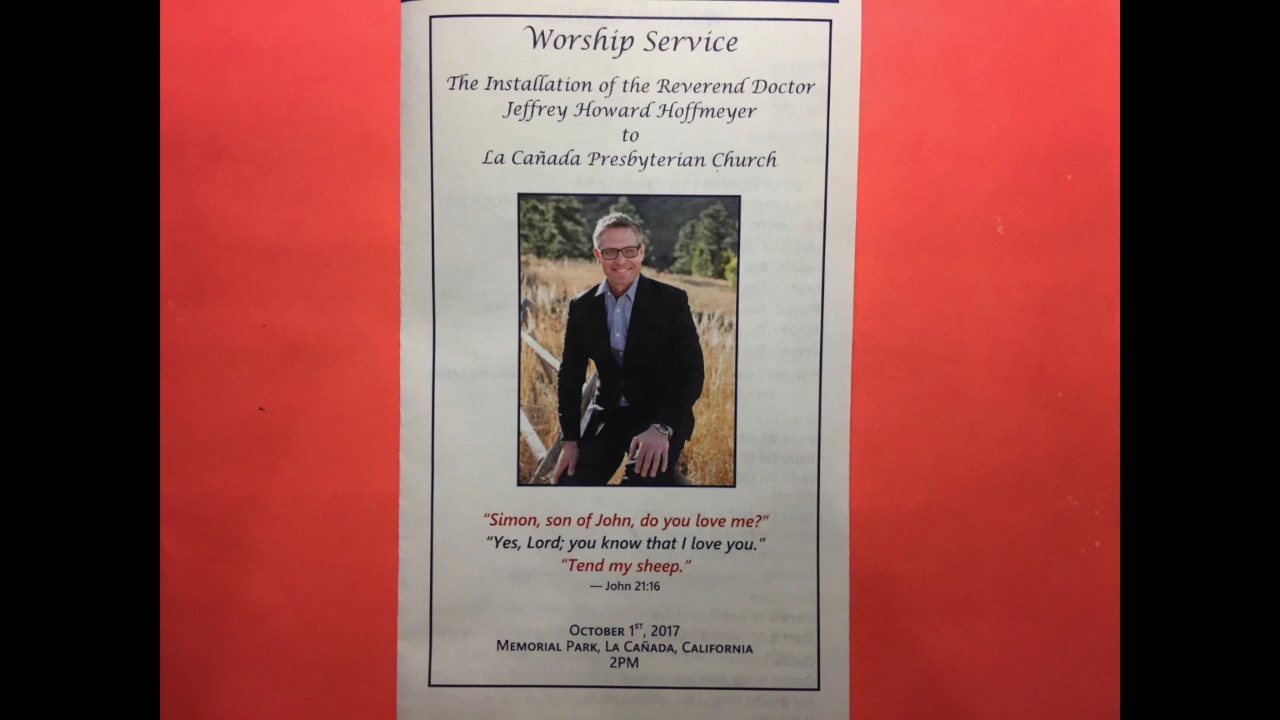 Worship Service
The Installation of the Reverend Doctor
Jeffrey Howard Hoffmeyer
to
La Cañada Presbyterian Church
“Simon, son of John, do you love me?”
“Yes, Lord; you know that I love you.”
“Tend my sheep.”
— John 21:16
October 1ST, 2017
Memorial Park, La Cañada, California
2PM